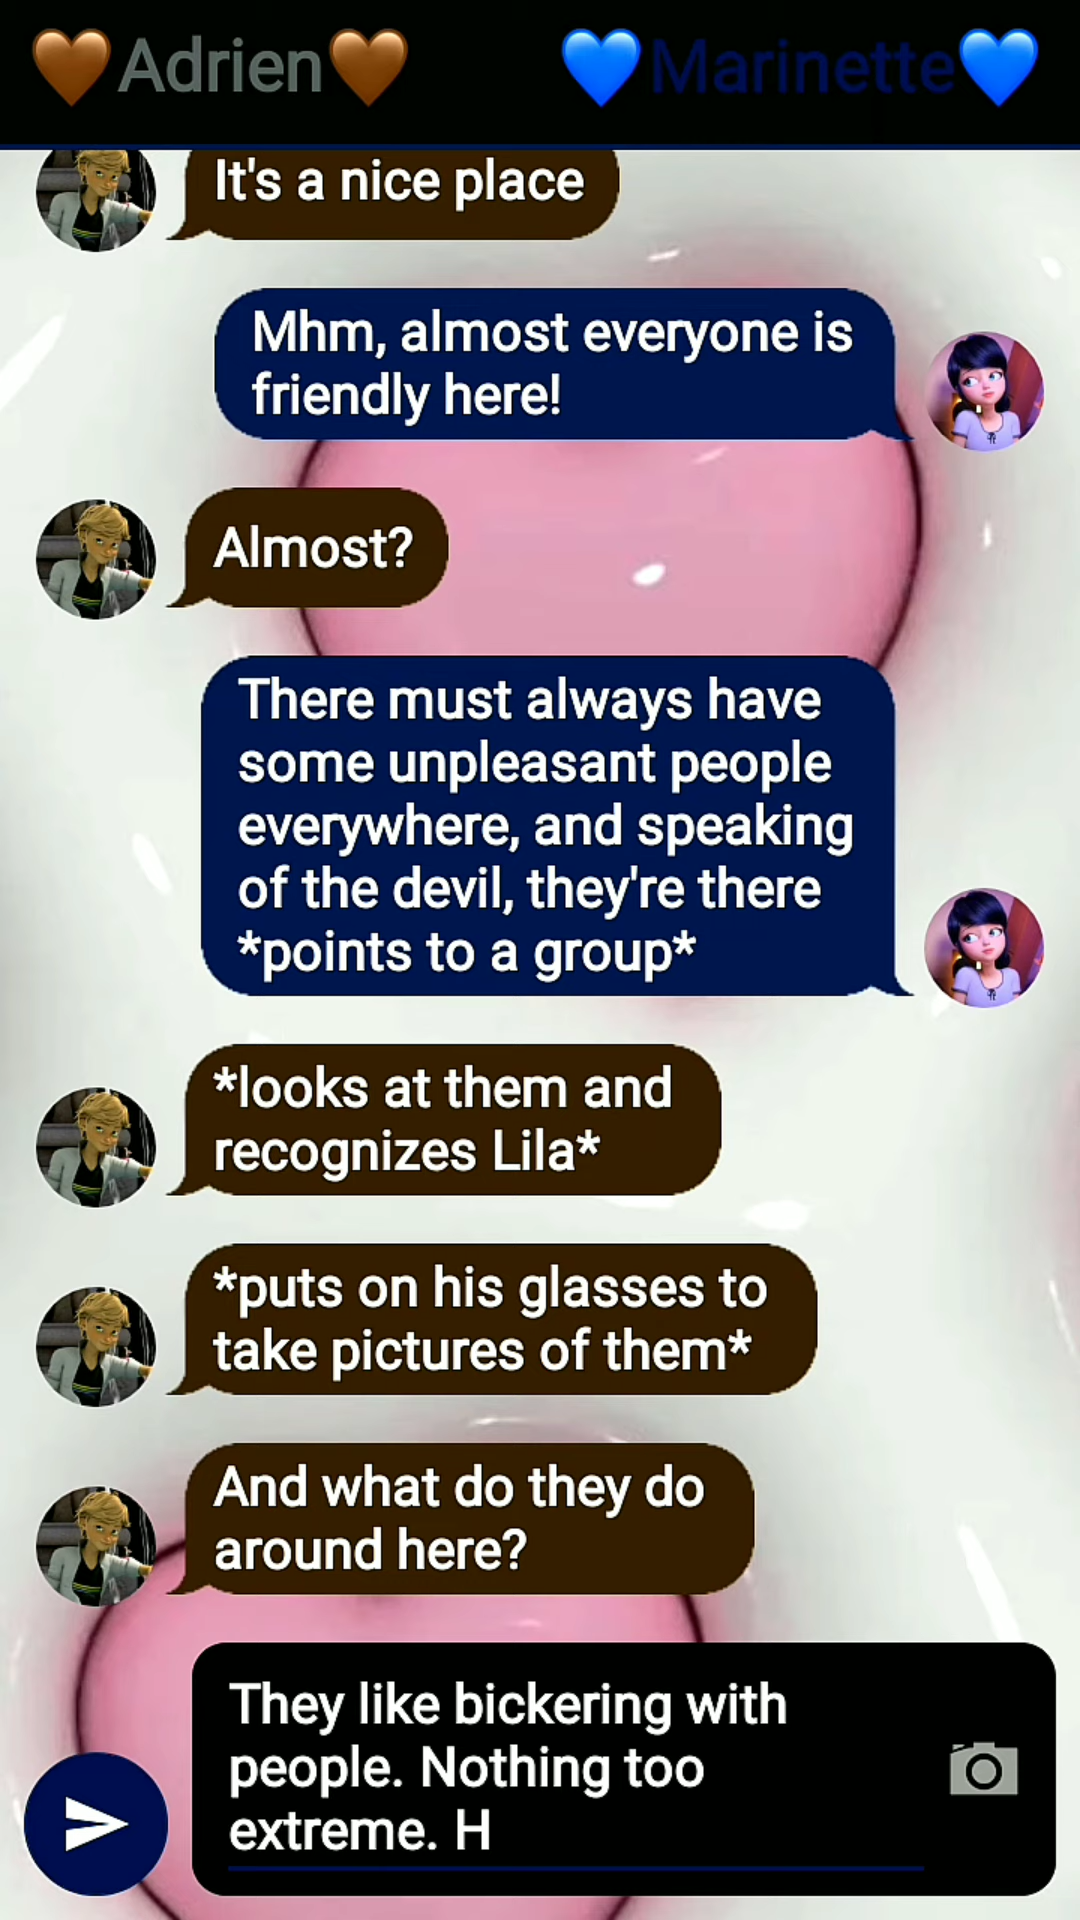 🤎Adrien🤎 💙Marinette💙
It's a nice place
Mhm, almost everyone is
friendly here!
Almost?
There must always have
some unpleasant people
everywhere, and speaking
of the devil, they're there
*points to a group*
*looks at them and
recognizes Lila*
*puts on his glasses to
take pictures of them*
And what do they do
around here?
They like bickering with
people. Nothing too
extreme. H